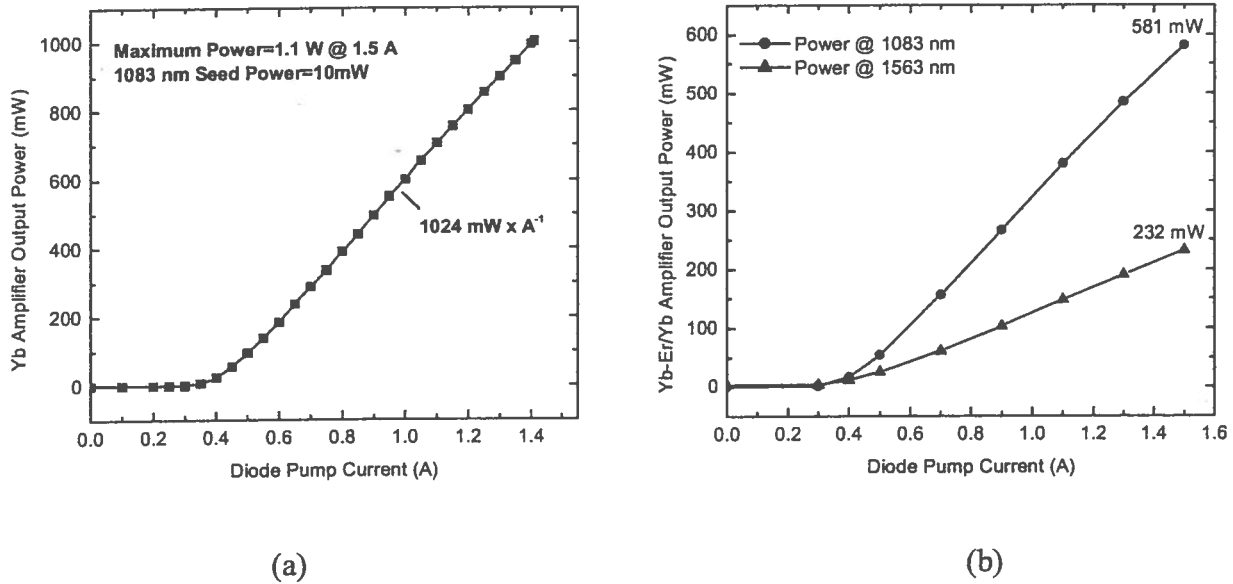 Maximum Power=1.1 W @ 1.5 A
1083 nm Seed Power=10mW
1024 mW x A⁻¹
Yb Amplifier Output Power (mW)
1000
800
600
400
200
0
0.0 0.2 0.4 0.6 0.8 1.0 1.2 1.4
Diode Pump Current (A)
(a)
Power @ 1083 nm
Power @ 1563 nm
581 mW
232 mW
Yb-Er/Yb Amplifier Output Power (mW)
600
500
400
300
200
100
0
0.0 0.2 0.4 0.6 0.8 1.0 1.2 1.4 1.6
Diode Pump Current (A)
(b)